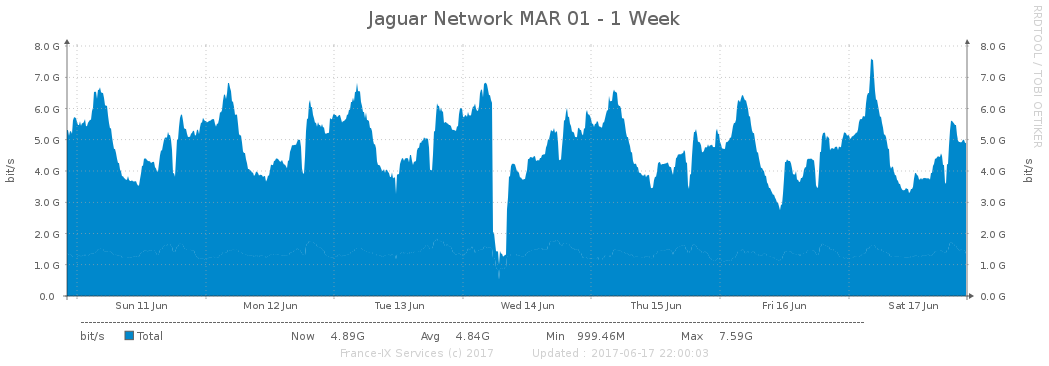 Jaguar Network MAR 01 - 1 Week
RRDTOOL / TOBI OETIKER
bit/s
8.0 G 8.0 G
7.0 G 7.0 G
6.0 G 6.0 G
5.0 G 5.0 G
4.0 G 4.0 G
3.0 G 3.0 G
2.0 G 2.0 G
1.0 G 1.0 G
0.0 0.0 G
bit/s
Sun 11 Jun Mon 12 Jun Tue 13 Jun Wed 14 Jun Thu 15 Jun Fri 16 Jun Sat 17 Jun
bit/s Total Now 4.89G Avg 4.84G Min 999.46M Max 7.59G
France-IX Services (c) 2017 Updated : 2017-06-17 22:00:03